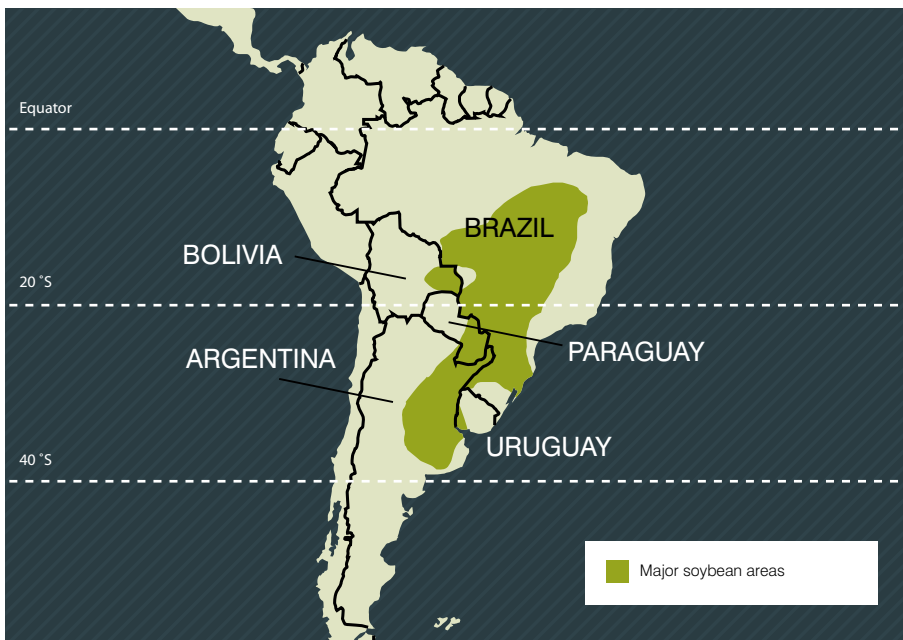 Equator
BRAZIL
BOLIVIA
20 ˚S
PARAGUAY
ARGENTINA
URUGUAY
40 ˚S
Major soybean areas